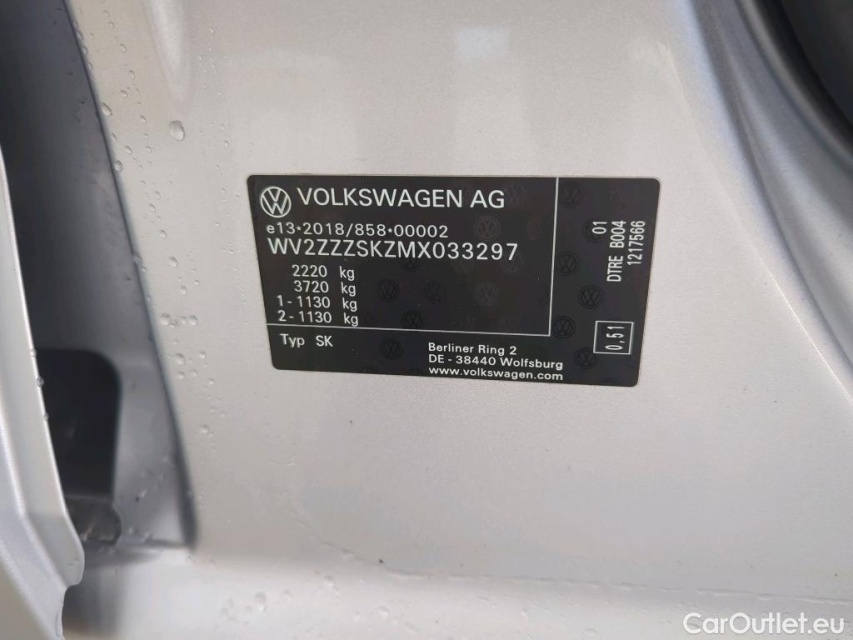 VOLKSWAGEN AG
e13*2018/858*00002
WV2ZZZSKZMX033297
2220 kg
3720 kg
1 - 1130 kg
2 - 1130 kg
Typ SK
Berliner Ring 2
DE - 38440 Wolfsburg
www.volkswagen.com
01
DTRE B004
1217566
0,51
CarOutlet.eu